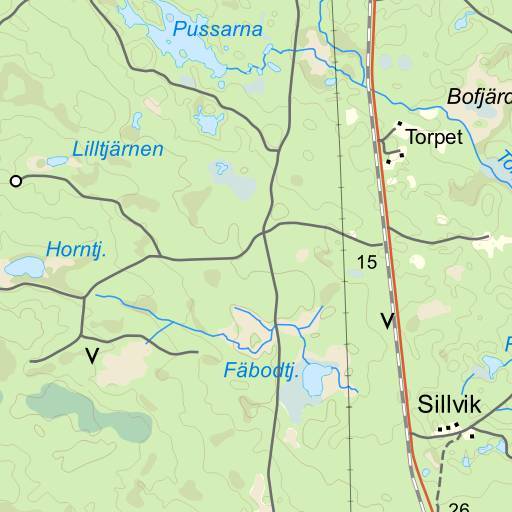 Pussarna
Bofjärd
Torpet
Lilltjärnen
Horntj.
15
V
V
Fäbodtj.
Sillvik
26